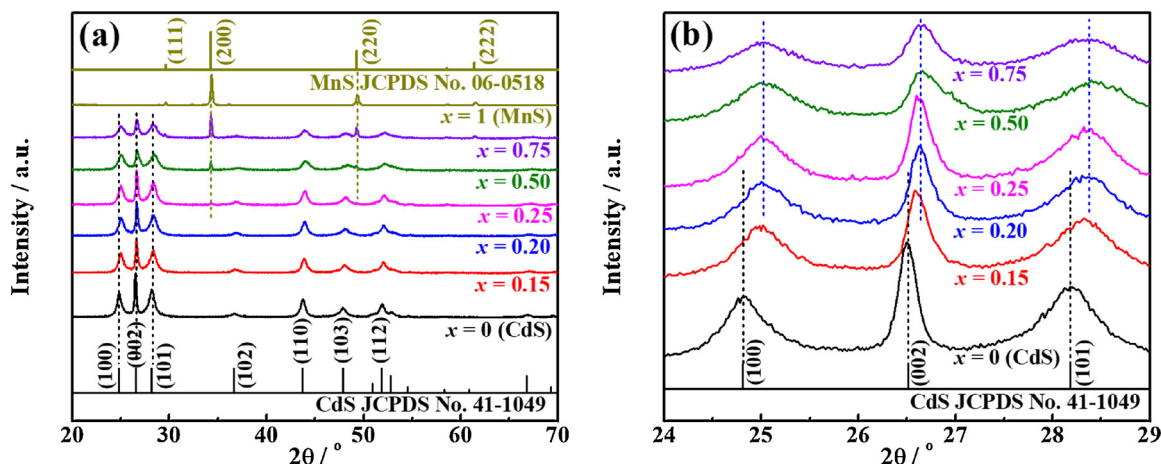 (a)
(111)
(200)
(220)
(222)
MnS JCPDS No. 06-0518
x = 1 (MnS)
x = 0.75
x = 0.50
x = 0.25
x = 0.20
x = 0.15
x = 0 (CdS)
(100)
(002)
(101)
(102)
(110)
(103)
(112)
CdS JCPDS No. 41-1049
20 30 40 50 60 70
2θ / °
Intensity / a.u.
(b)
x = 0.75
x = 0.50
x = 0.25
x = 0.20
x = 0.15
x = 0 (CdS)
(100)
(002)
(101)
CdS JCPDS No. 41-1049
24 25 26 27 28 29
2θ / °
Intensity / a.u.